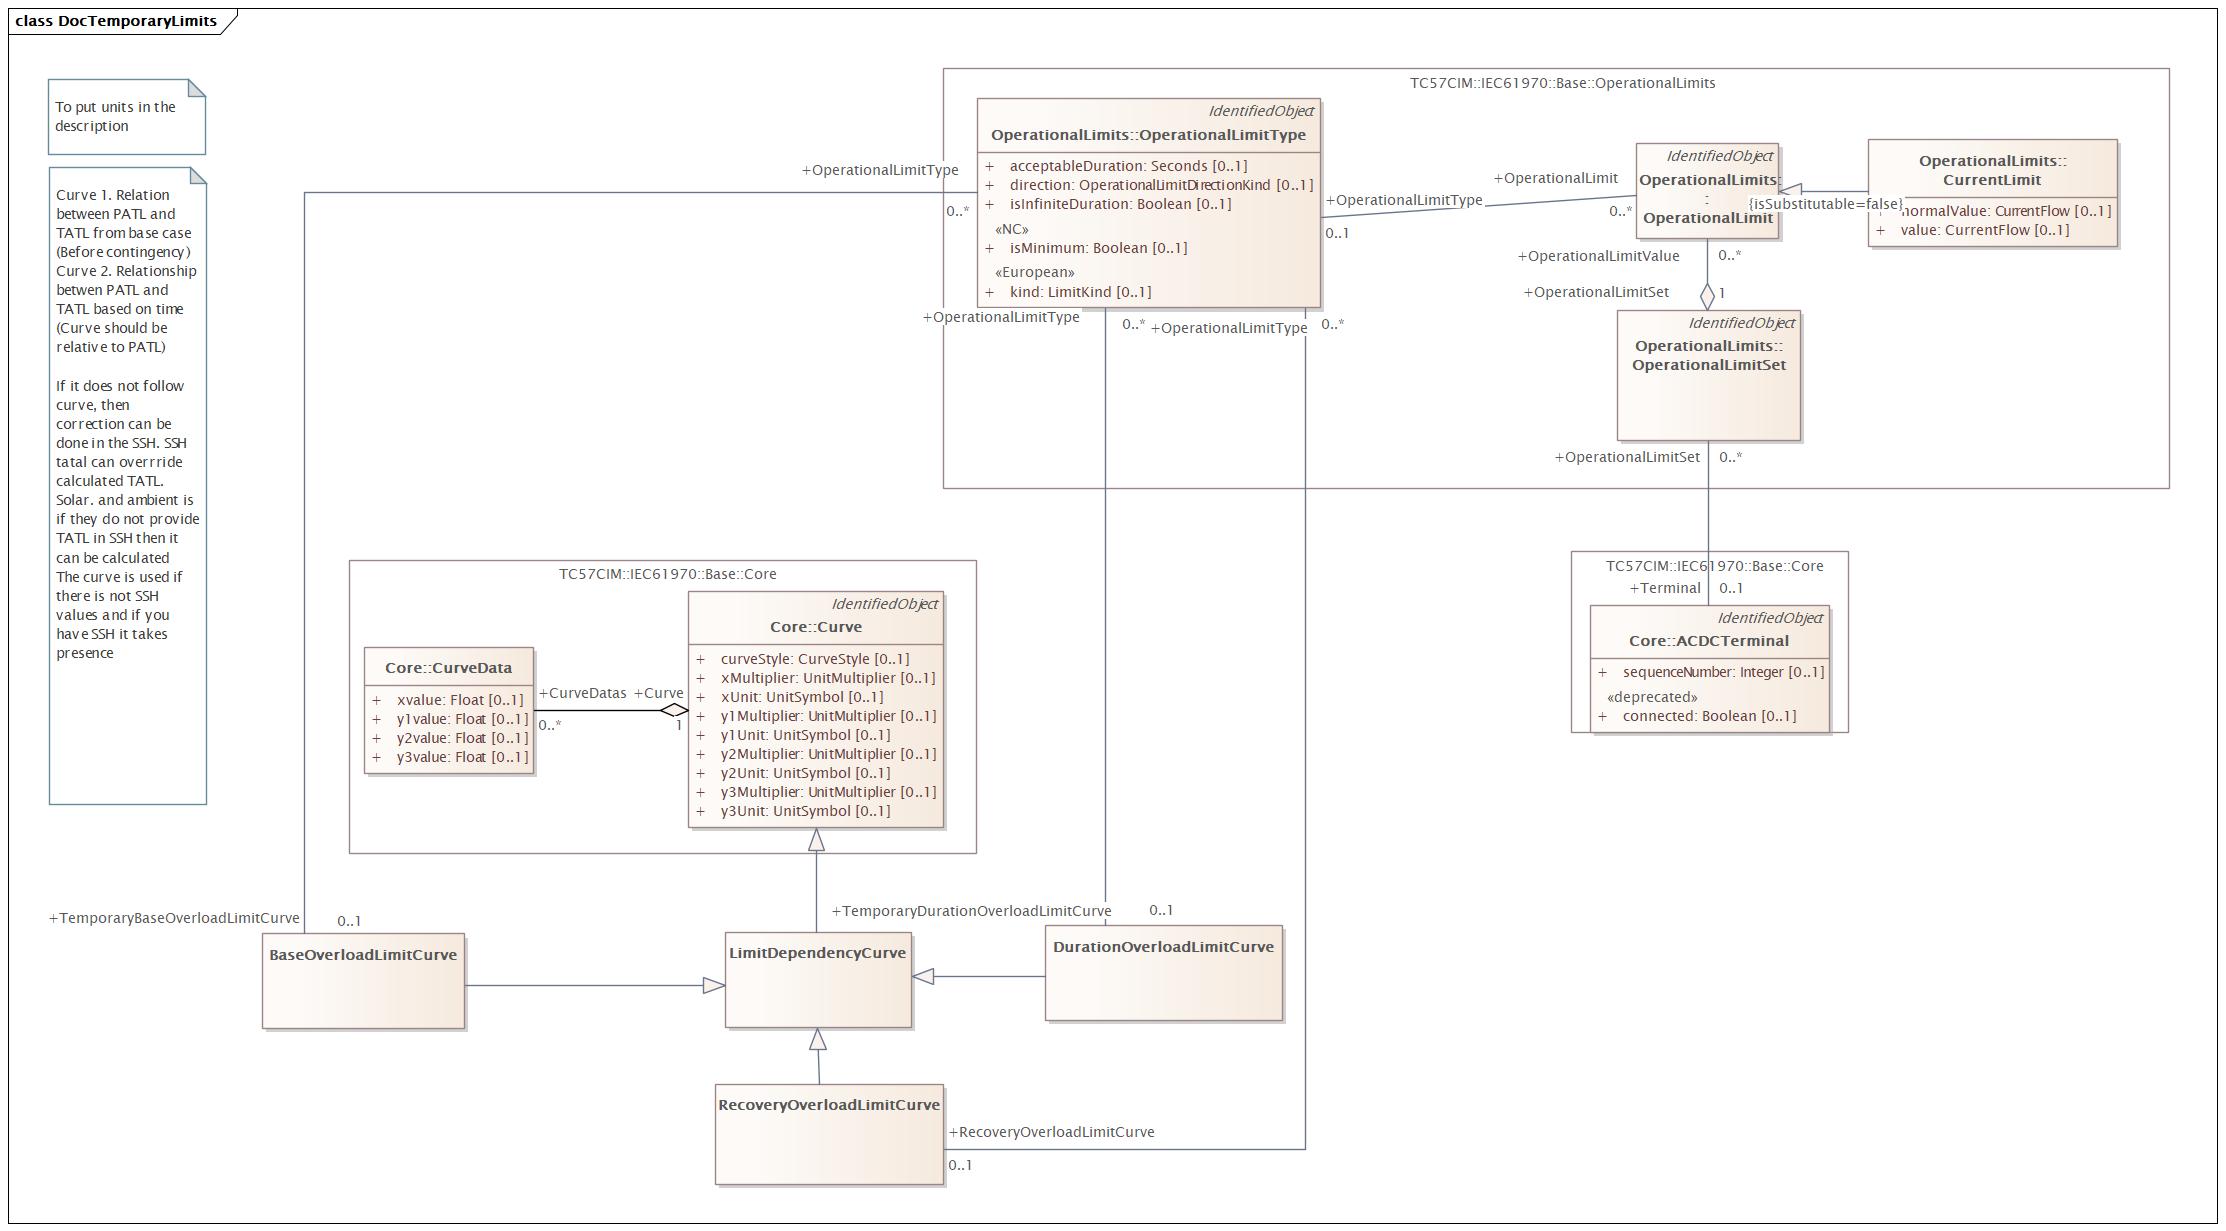 class DocTemporaryLimits
To put units in the
description
Curve 1. Relation
between PATL and
TATL from base case
(Before contingency)
Curve 2. Relationship
betwen PATL and
TATL based on time
(Curve should be
relative to PATL)
If it does not follow
curve, then
correction can be
done in the SSH. SSH
tatal can overrride
calculated TATL.
Solar. and ambient is
if they do not provide
TATL in SSH then it
can be calculated
The curve is used if
there is not SSH
values and if you
have SSH it takes
presence
TC57CIM::IEC61970::Base::OperationalLimits
IdentifiedObject
OperationalLimits::OperationalLimitType
+ acceptableDuration: Seconds [0..1]
+ direction: OperationalLimitDirectionKind [0..1]
+ isInfiniteDuration: Boolean [0..1]
«NC»
+ isMinimum: Boolean [0..1]
«European»
+ kind: LimitKind [0..1]
+OperationalLimitType
0..*
+OperationalLimitType
0..1
+OperationalLimit
0..*
IdentifiedObject
OperationalLimits:
:
OperationalLimit
{isSubstitutable=false}
OperationalLimits::
CurrentLimit
+ normalValue: CurrentFlow [0..1]
+ value: CurrentFlow [0..1]
+OperationalLimitValue
0..*
+OperationalLimitSet
1
IdentifiedObject
OperationalLimits::
OperationalLimitSet
+OperationalLimitSet
0..*
+OperationalLimitType
0..*
+OperationalLimitType
0..*
TC57CIM::IEC61970::Base::Core
+Terminal
0..1
IdentifiedObject
Core::ACDCTerminal
+ sequenceNumber: Integer [0..1]
«deprecated»
+ connected: Boolean [0..1]
TC57CIM::IEC61970::Base::Core
Core::CurveData
+ xvalue: Float [0..1]
+ y1value: Float [0..1]
+ y2value: Float [0..1]
+ y3value: Float [0..1]
+CurveDatas
0..*
+Curve
1
IdentifiedObject
Core::Curve
+ curveStyle: CurveStyle [0..1]
+ xMultiplier: UnitMultiplier [0..1]
+ xUnit: UnitSymbol [0..1]
+ y1Multiplier: UnitMultiplier [0..1]
+ y1Unit: UnitSymbol [0..1]
+ y2Multiplier: UnitMultiplier [0..1]
+ y2Unit: UnitSymbol [0..1]
+ y3Multiplier: UnitMultiplier [0..1]
+ y3Unit: UnitSymbol [0..1]
+TemporaryBaseOverloadLimitCurve
0..1
BaseOverloadLimitCurve
LimitDependencyCurve
+TemporaryDurationOverloadLimitCurve
0..1
DurationOverloadLimitCurve
RecoveryOverloadLimitCurve
+RecoveryOverloadLimitCurve
0..1